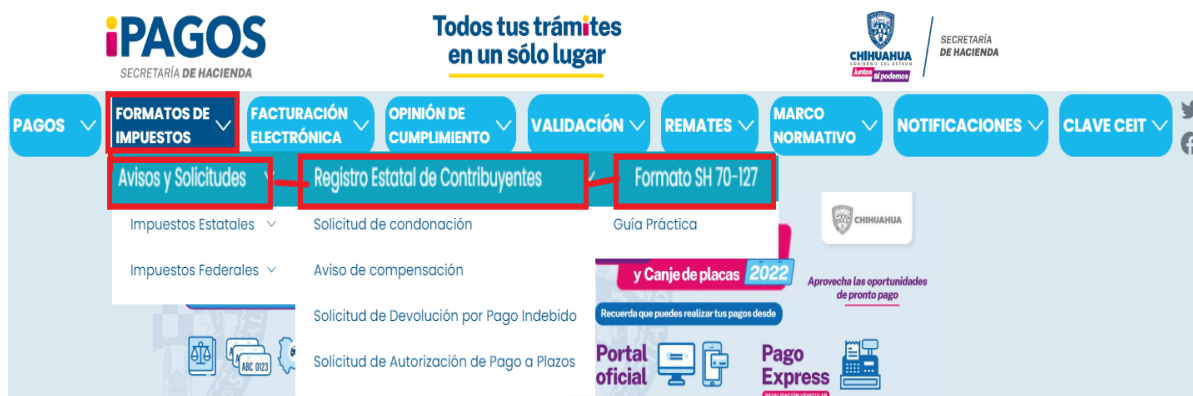 iPAGOS
SECRETARÍA DE HACIENDA
Todos tus trámites
en un sólo lugar
CHIHUAHUA
GOBIERNO DEL ESTADO
Juntos Sí podemos
SECRETARÍA
DE HACIENDA
PAGOS
FORMATOS DE
IMPUESTOS
FACTURACIÓN
ELECTRÓNICA
OPINIÓN DE
CUMPLIMIENTO
VALIDACIÓN
REMATES
MARCO
NORMATIVO
NOTIFICACIONES
CLAVE CEIT
Avisos y Solicitudes
Registro Estatal de Contribuyentes
Formato SH 70-127
Impuestos Estatales
Solicitud de condonación
Guía Práctica
CHIHUAHUA
Impuestos Federales
Aviso de compensación
y Canje de placas 2022
Aprovecha las oportunidades
de pronto pago
Solicitud de Devolución por Pago Indebido
Recuerda que puedes realizar tus pagos desde
ABC 0123
Solicitud de Autorización de Pago a Plazos
Portal
oficial
Pago
Express